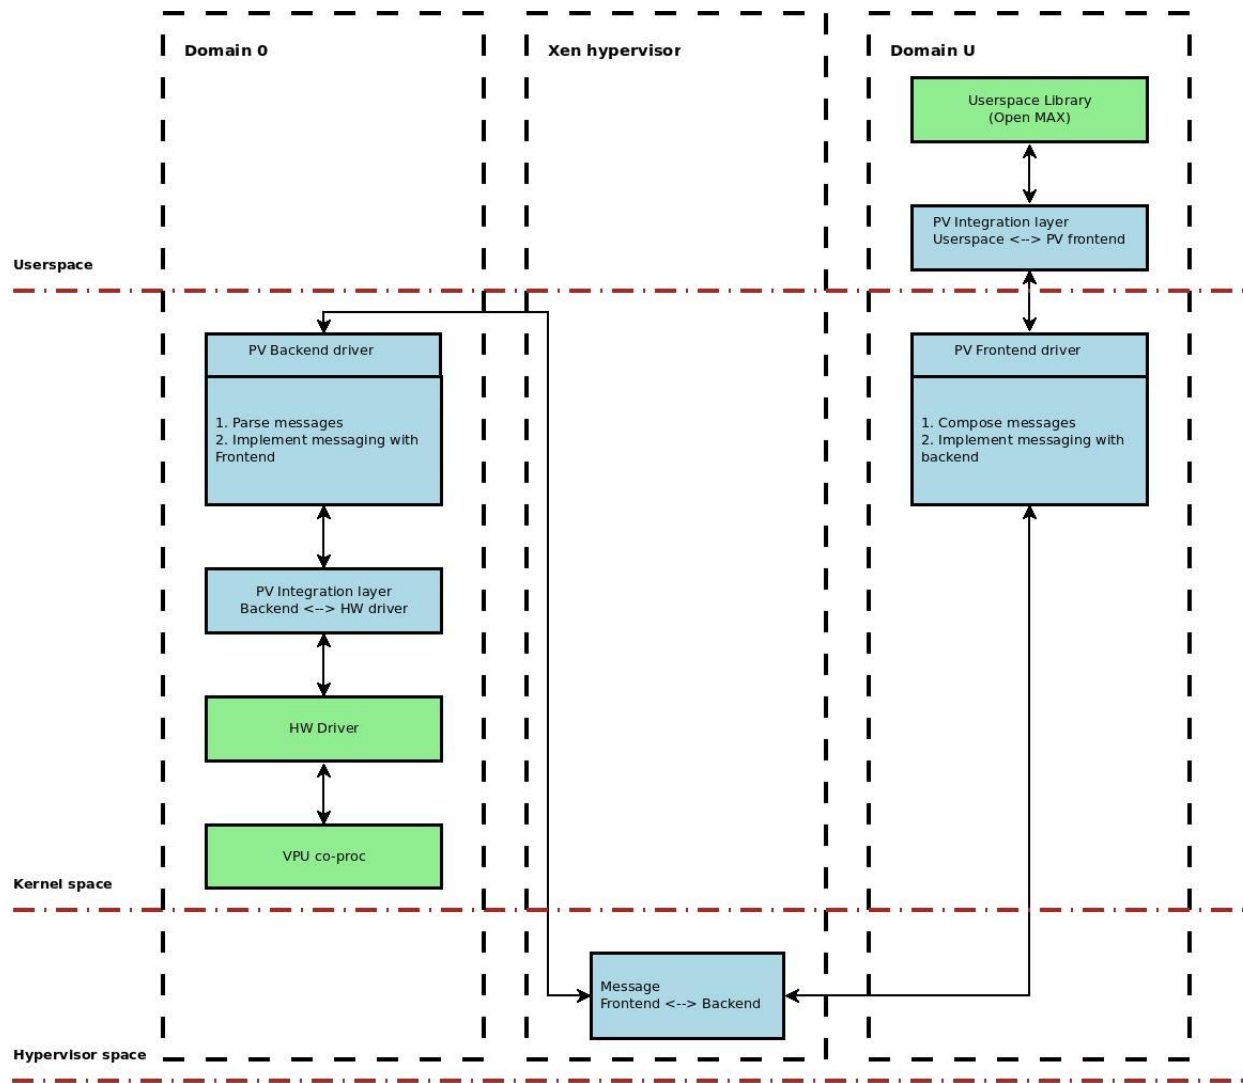 Domain 0
Xen hypervisor
Domain U
Userspace Library
(Open MAX)
PV Integration layer
Userspace <--> PV frontend
Userspace
PV Backend driver
1. Parse messages
2. Implement messaging with
Frontend
PV Frontend driver
1. Compose messages
2. Implement messaging with
backend
PV Integration layer
Backend <--> HW driver
HW Driver
VPU co-proc
Kernel space
Message
Frontend <--> Backend
Hypervisor space